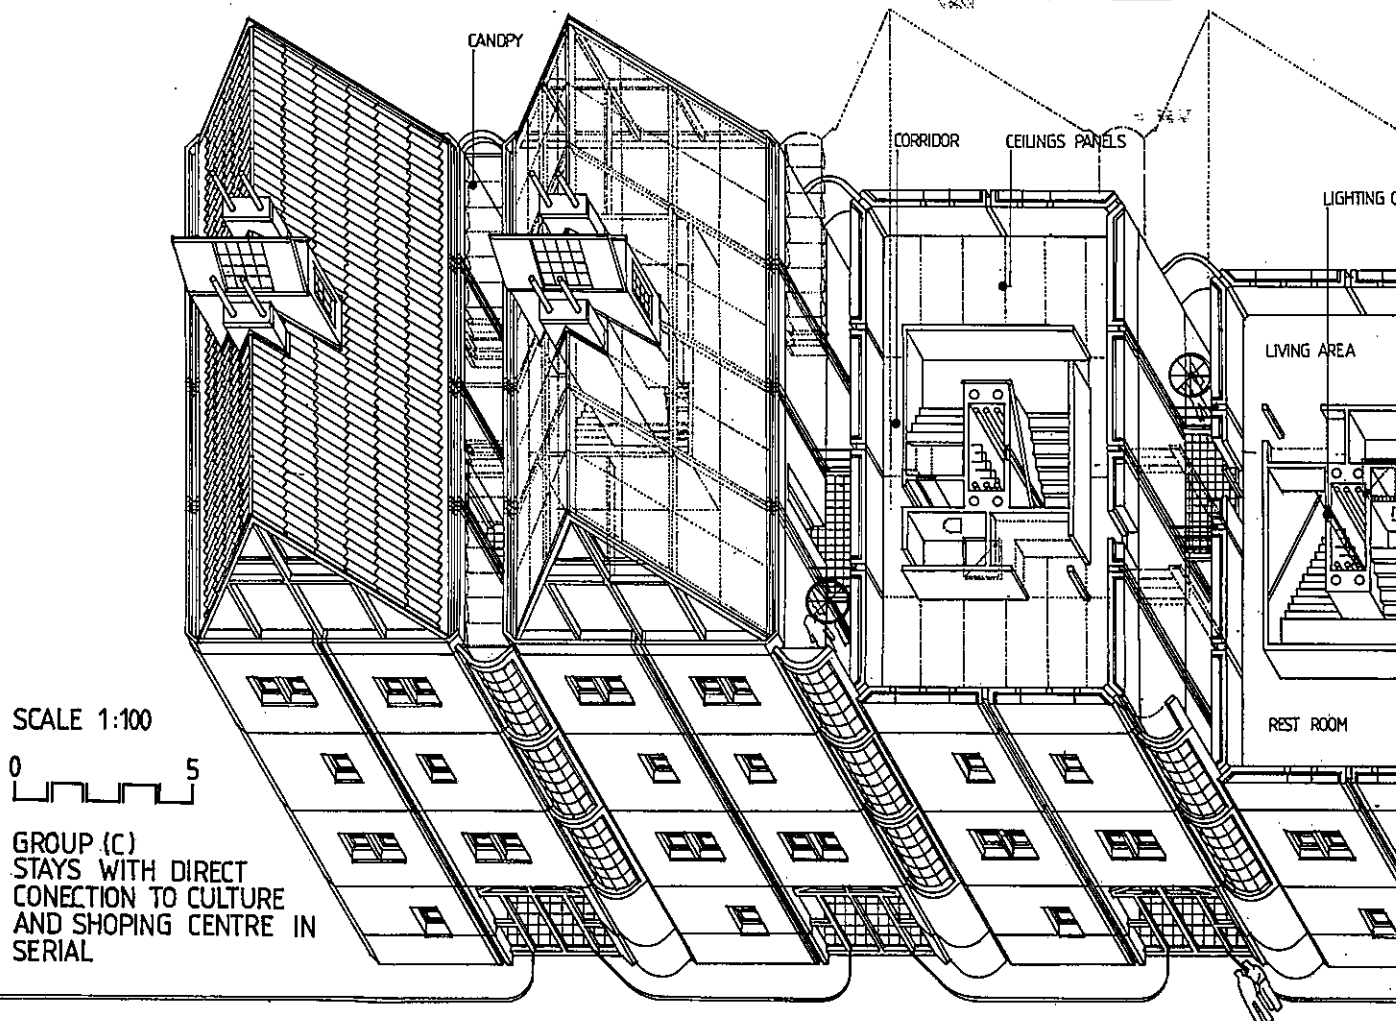 CANOPY
CORRIDOR
CEILINGS PANELS
LIGHTING
LIVING AREA
REST ROOM
SCALE 1:100
0 5
GROUP (C)
STAYS WITH DIRECT
CONECTION TO CULTURE
AND SHOPING CENTRE IN
SERIAL